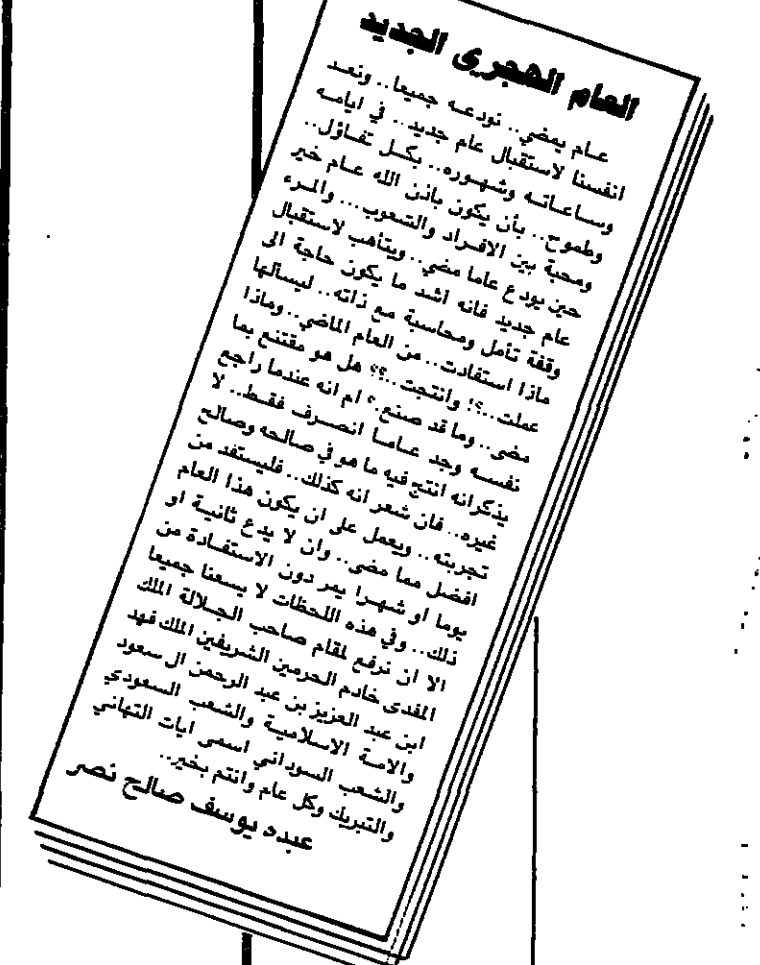 العام الهجرى الجديد
عام يمضي.. نودعه جميعا.. ونعد
انفسنا لاستقبال عام جديد.. في ايامه
وساعاته وشهوره.. بكل تفاؤل..
وطموح.. بأن يكون باذن الله عام خير
ومحبة بين الافراد والشعوب... والمرء
حين يودع عاما مضى.. ويتأهب لاستقبال
عام جديد فانه اشد ما يكون حاجة الى
وقفة تأمل ومحاسبة مع ذاته.. ليسألها
ماذا استفادت.. من العام الماضي.. وماذا
عملت..؟! وانتجت..؟؟ هل هو مقتنع بما
مضى.. وما قد صنع.؟ ام انه عندما راجع
نفسه وجد عاما انصرف فقط.. لا
يذكرانه انتج فيه ما هو في صالحه وصالح
غيره.. فان شعر انه كذلك.. فليستفد من
تجربته.. ويعمل على ان يكون هذا العام
افضل مما مضى.. وان لا يدع ثانية او
يوما او شهرا يمر دون الاستفادة من
ذلك.. وفي هذه اللحظات لا يسعنا جميعا
الا ان نرفع لمقام صاحب الجلالة الملك
المفدى خادم الحرمين الشريفين الملك فهد
ابن عبد العزيز بن عبد الرحمن ال سعود
والامة الاسلامية والشعب السعودي
والشعب السوداني اسمى ايات التهاني
والتبريك وكل عام وانتم بخير..
عبده يوسف صالح نصر